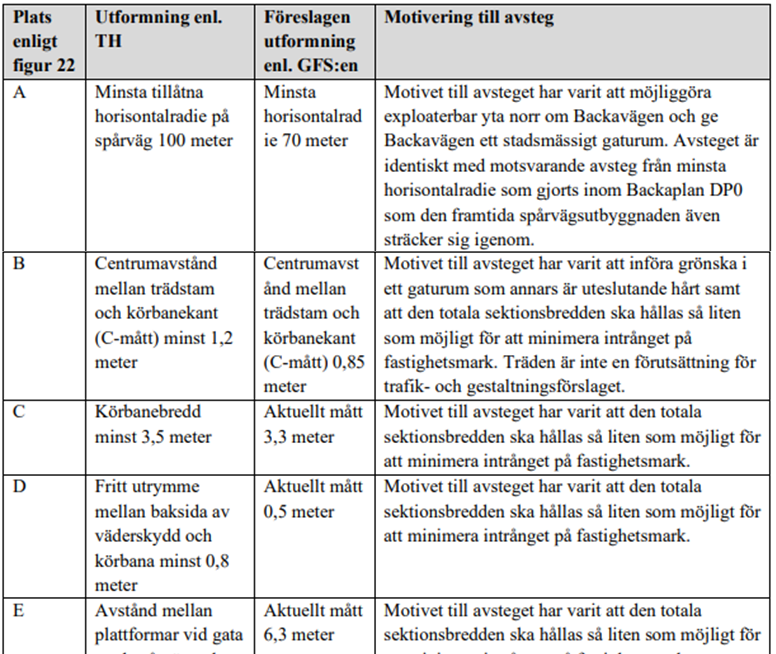 Plats
enligt
figur 22
Utformning enl.
TH
Föreslagen
utformning
enl. GFS:en
Motivering till avsteg
A
Minsta tillåtna
horisontalradie på
spårväg 100 meter
Minsta
horisontalrad
ie 70 meter
Motivet till avsteget har varit att möjliggöra
exploaterbar yta norr om Backavägen och ge
Backavägen ett stadsmässigt gaturum. Avsteget är
identiskt med motsvarande avsteg från minsta
horisontalradie som gjorts inom Backaplan DP0
som den framtida spårvägsutbyggnaden även
sträcker sig igenom.
B
Centrumavstånd
mellan trädstam
och körbanekant
(C-mått) minst 1,2
meter
Centrumavst
ånd mellan
trädstam och
körbanekant
(C-mått) 0,85
meter
Motivet till avsteget har varit att införa grönska i
ett gaturum som annars är uteslutande hårt samt
att den totala sektionsbredden ska hållas så liten
som möjligt för att minimera intrånget på
fastighetsmark. Träden är inte en förutsättning för
trafik- och gestaltningsförslaget.
C
Körbanebredd
minst 3,5 meter
Aktuellt mått
3,3 meter
Motivet till avsteget har varit att den totala
sektionsbredden ska hållas så liten som möjligt för
att minimera intrånget på fastighetsmark.
D
Fritt utrymme
mellan baksida av
väderskydd och
körbana minst 0,8
meter
Aktuellt mått
0,5 meter
Motivet till avsteget har varit att den totala
sektionsbredden ska hållas så liten som möjligt för
att minimera intrånget på fastighetsmark.
E
Avstånd mellan
plattformar vid gata
Aktuellt mått
6,3 meter
Motivet till avsteget har varit att den totala
sektionsbredden ska hållas så liten som möjligt för